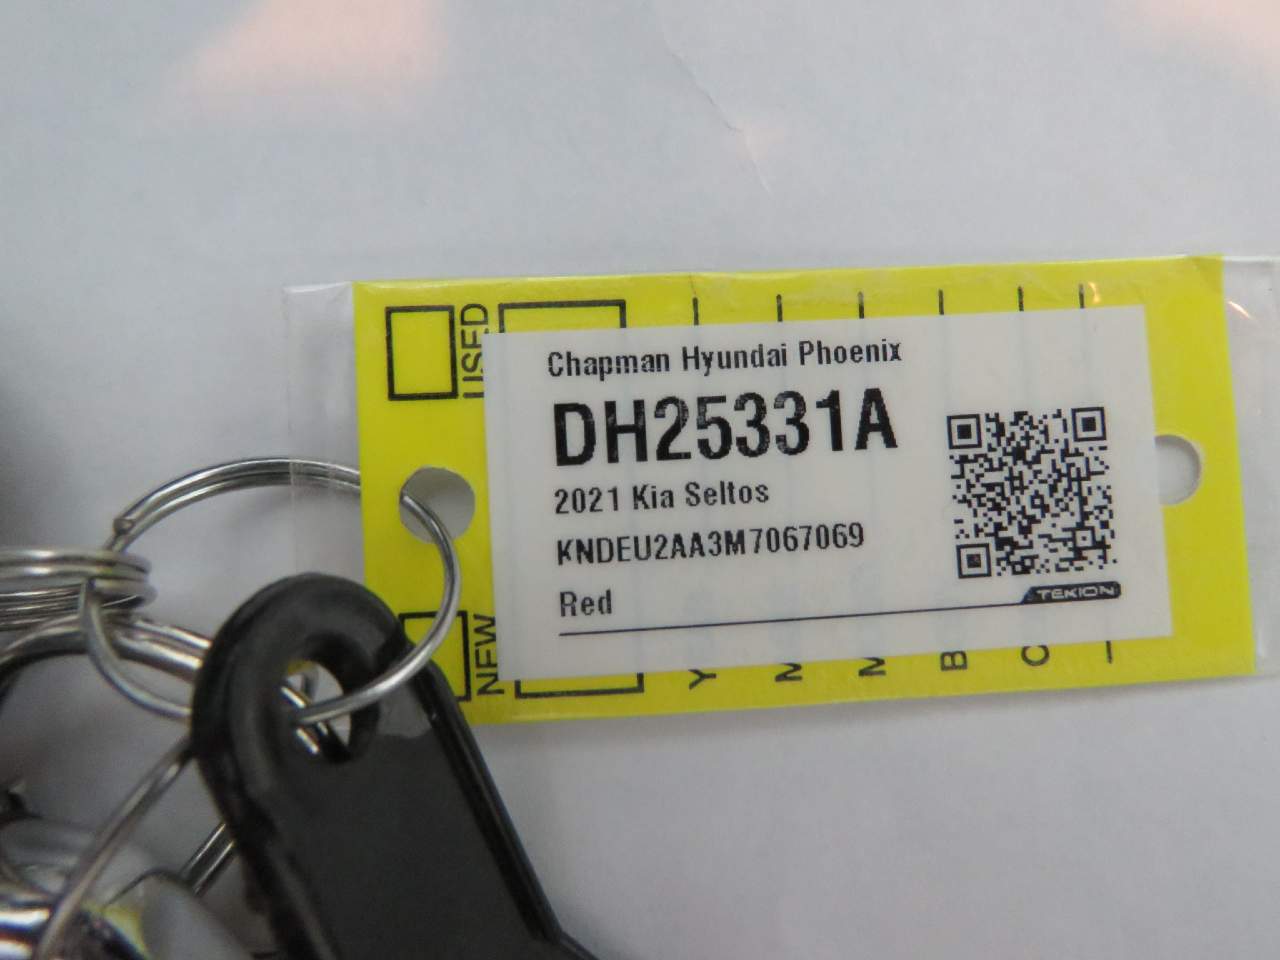 USED
Chapman Hyundai Phoenix
DH25331A
2021 Kia Seltos
KNDEU2AA3M7067069
Red
TEKION
NEW